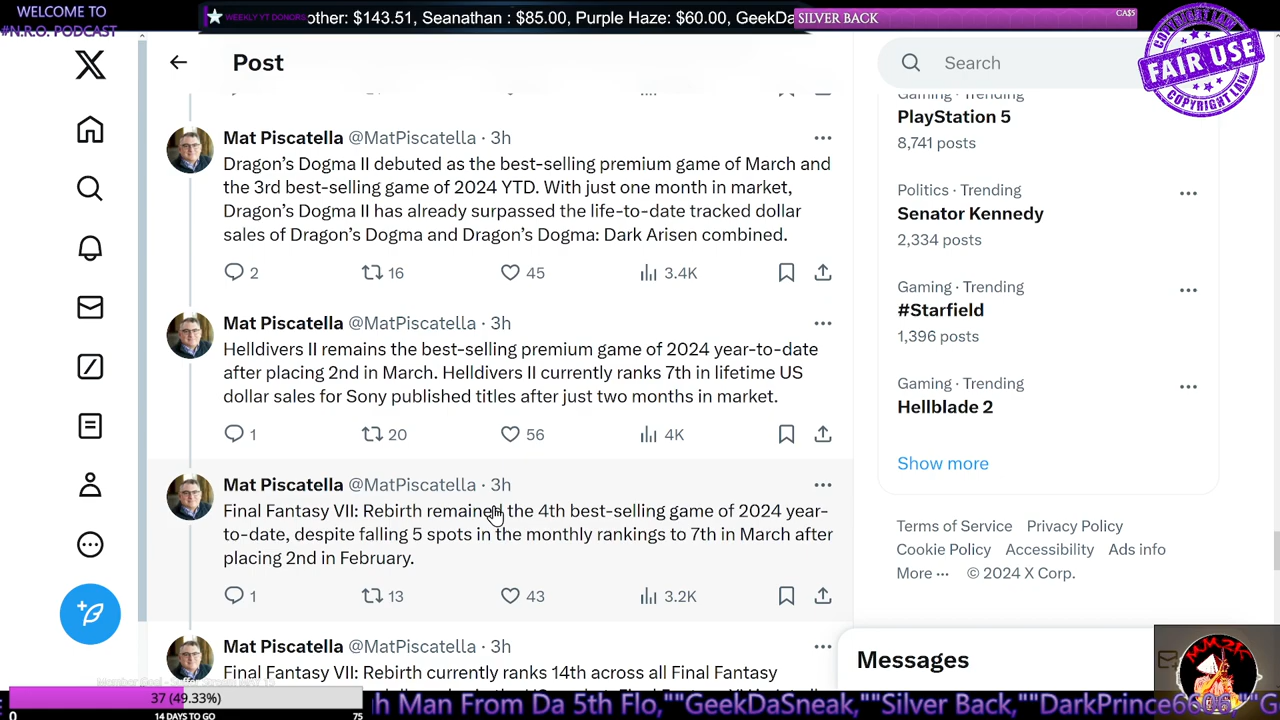 WELCOME TO
#N.R.O. PODCAST
WEEKLY YT DONORS
other: $143.51, Seanathan : $85.00, Purple Haze: $60.00, GeekDa
SILVER BACK
CA$5
COPYRIGHT LAW
FAIR USE
COPYRIGHT LAW
Post
Search
Mat Piscatella @MatPiscatella · 3h
Dragon's Dogma II debuted as the best-selling premium game of March and
the 3rd best-selling game of 2024 YTD. With just one month in market,
Dragon's Dogma II has already surpassed the life-to-date tracked dollar
sales of Dragon's Dogma and Dragon's Dogma: Dark Arisen combined.
2 16 45 3.4K
Mat Piscatella @MatPiscatella · 3h
Helldivers II remains the best-selling premium game of 2024 year-to-date
after placing 2nd in March. Helldivers II currently ranks 7th in lifetime US
dollar sales for Sony published titles after just two months in market.
1 20 56 4K
Mat Piscatella @MatPiscatella · 3h
Final Fantasy VII: Rebirth remained the 4th best-selling game of 2024 year-
to-date, despite falling 5 spots in the monthly rankings to 7th in March after
placing 2nd in February.
1 13 43 3.2K
Mat Piscatella @MatPiscatella · 3h
Final Fantasy VII: Rebirth currently ranks 14th across all Final Fantasy
Gaming · Trending
PlayStation 5
8,741 posts
Politics · Trending
Senator Kennedy
2,334 posts
Gaming · Trending
#Starfield
1,396 posts
Gaming · Trending
Hellblade 2
Show more
Terms of Service Privacy Policy
Cookie Policy Accessibility Ads info
More ··· © 2024 X Corp.
Messages
37 (49.33%)
0 14 DAYS TO GO 75
h Man From Da 5th Flo,""GeekDaSneak,""Silver Back,""DarkPrince6606,""G